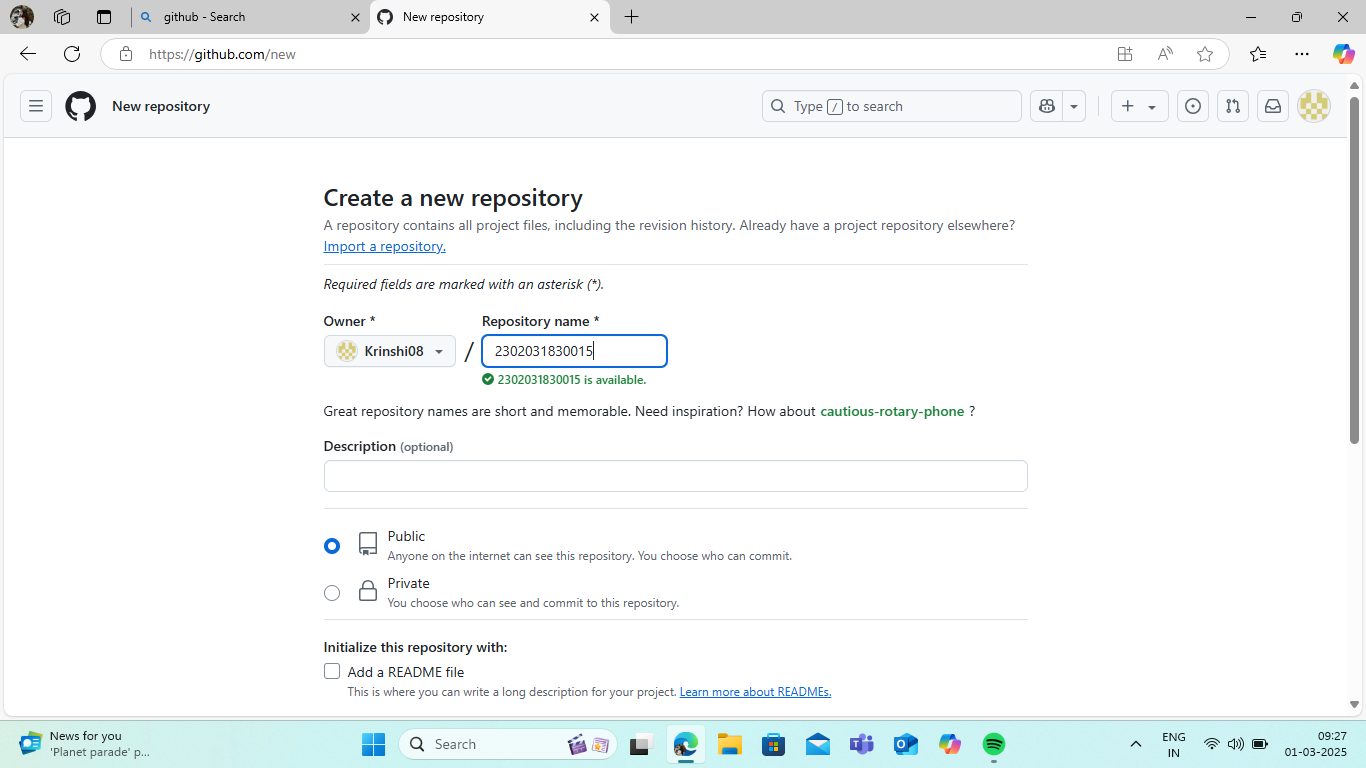 github - Search
New repository
https://github.com/new
New repository
Type / to search
Create a new repository
A repository contains all project files, including the revision history. Already have a project repository elsewhere?
Import a repository.
Required fields are marked with an asterisk (*).
Owner *
Repository name *
Krinshi08
/
2302031830015
2302031830015 is available.
Great repository names are short and memorable. Need inspiration? How about cautious-rotary-phone ?
Description (optional)
Public
Anyone on the internet can see this repository. You choose who can commit.
Private
You choose who can see and commit to this repository.
Initialize this repository with:
Add a README file
This is where you can write a long description for your project. Learn more about READMEs.
News for you
'Planet parade' p...
Search
ENG
IN
09:27
01-03-2025